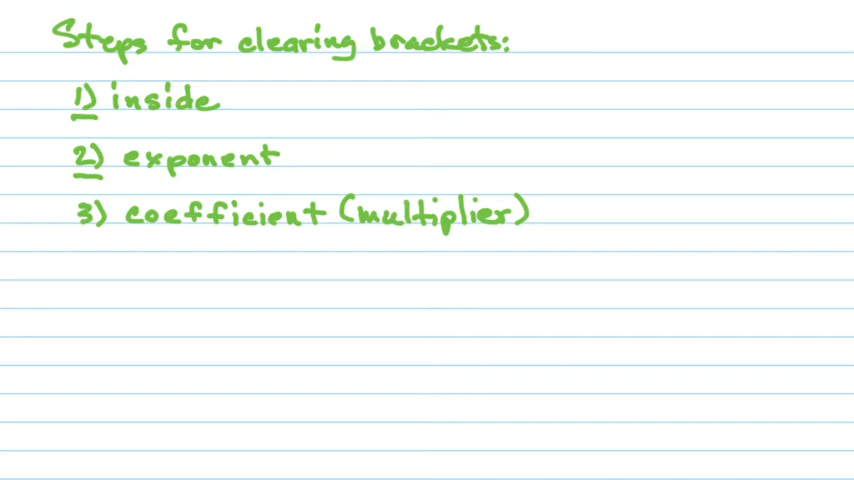 Steps for clearing brackets:
1) inside
2) exponent
3) coefficient (multiplier)